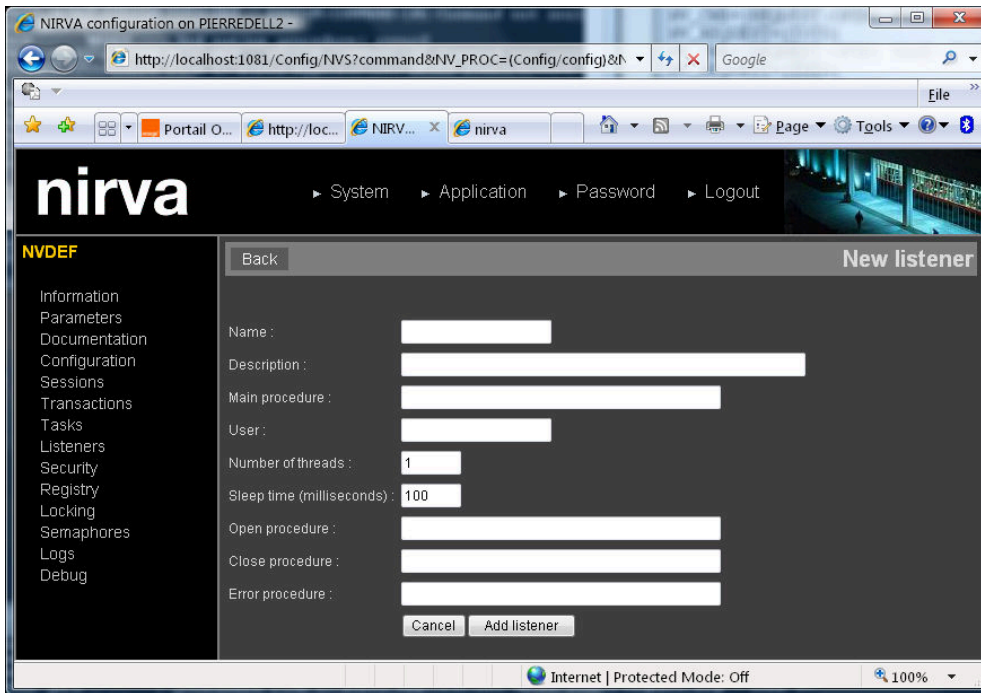 NIRVA configuration on PIERREDELL2 -
http://localhost:1081/Config/NVS?command&NV_PROC={Config/config}&N
Google
File
Portail O...
http://loc...
NIRV...
nirva
Page
Tools
nirva
System
Application
Password
Logout
NVDEF
Back
New listener
Information
Parameters
Documentation
Configuration
Sessions
Transactions
Tasks
Listeners
Security
Registry
Locking
Semaphores
Logs
Debug
Name :
Description :
Main procedure :
User :
Number of threads : 1
Sleep time (milliseconds) : 100
Open procedure :
Close procedure :
Error procedure :
Cancel
Add listener
Internet | Protected Mode: Off
100%